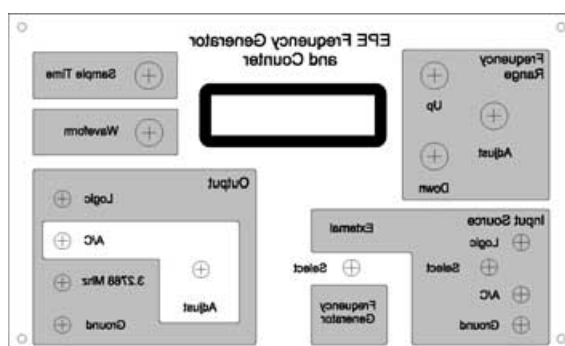 EPE Frequency Generator
and Counter
Frequency
Range
Up
Adjust
Down
Sample Time
Waveform
Input Source
External
Logic
Select
Select
A/C
Ground
Frequency
Generator
Output
Logic
A/C
3.2768 Mhz
Adjust
Ground